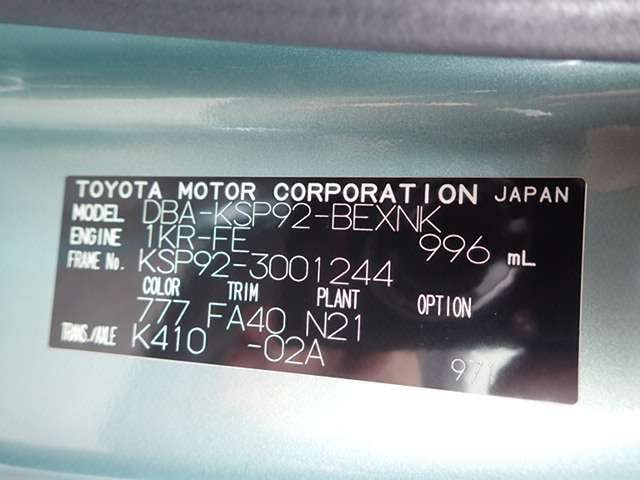 TOYOTA MOTOR CORPORATION JAPAN
MODEL DBA-KSP92-BEXNK
ENGINE 1KR-FE 996 mL
FRAME No. KSP92-3001244
COLOR TRIM PLANT OPTION
777 FA40 N21
TRANS./AXLE K410 -02A